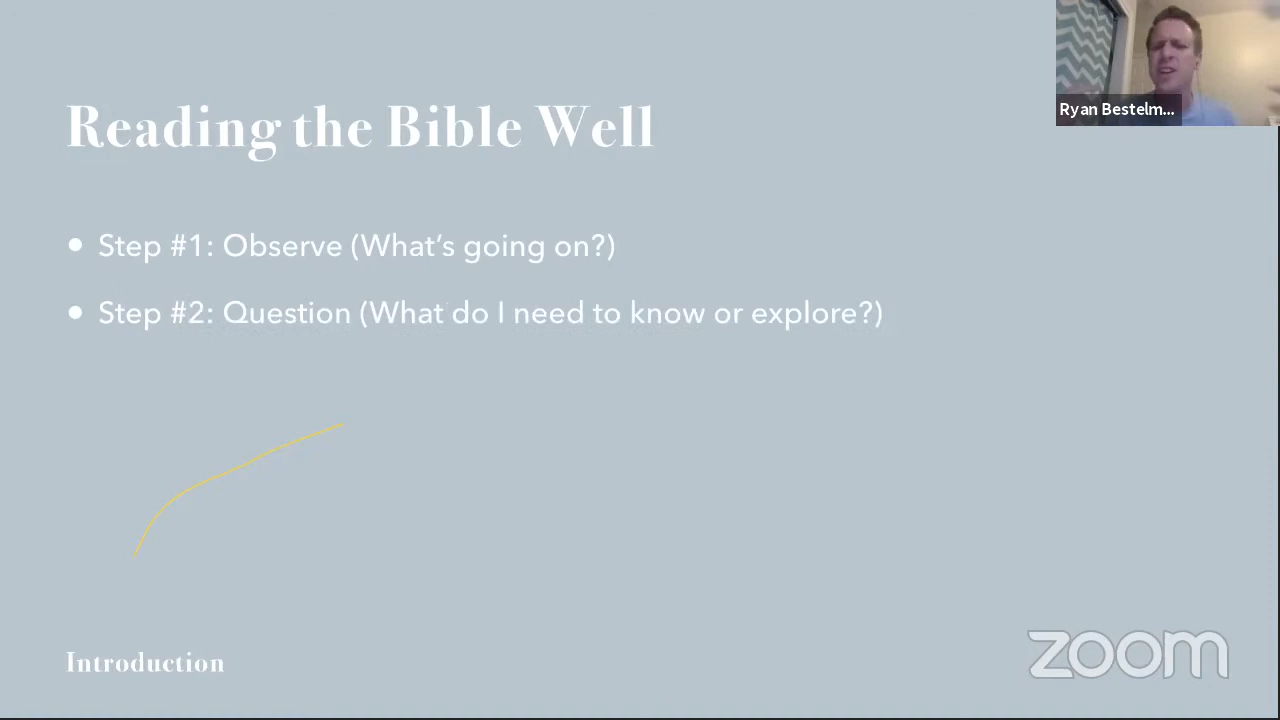 Reading the Bible Well
Ryan Bestelm...
• Step #1: Observe (What's going on?)
• Step #2: Question (What do I need to know or explore?)
Introduction
zoom